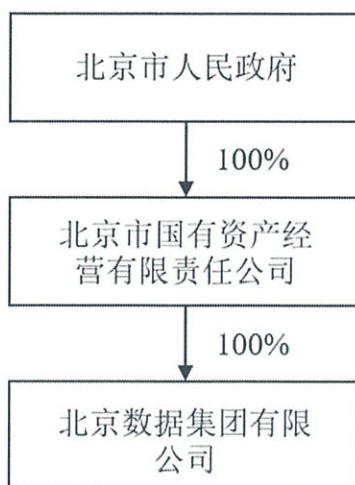 北京市人民政府
100%
北京市国有资产经
营有限责任公司
100%
北京数据集团有限
公司